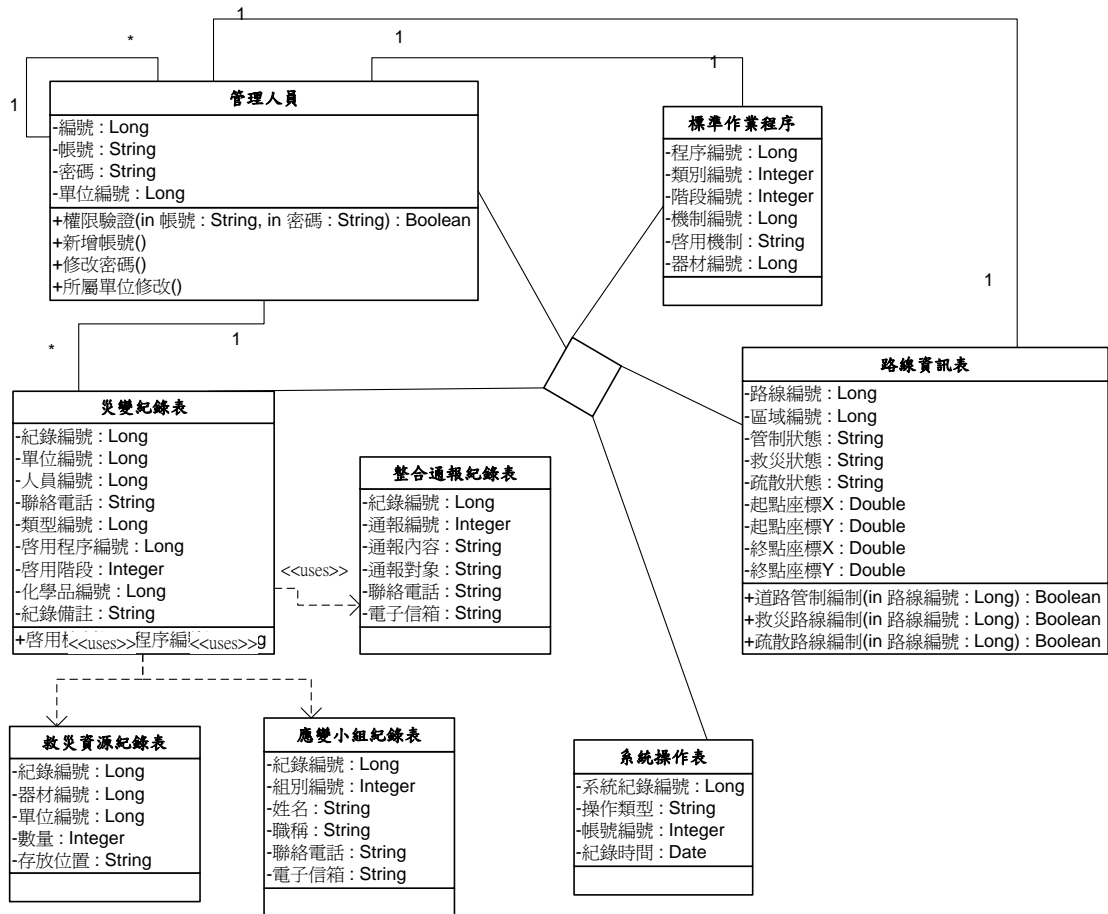 1
*
1
1
1
管理人員
-編號 : Long
-帳號 : String
-密碼 : String
-單位編號 : Long
+權限驗證(in 帳號 : String, in 密碼 : String) : Boolean
+新增帳號()
+修改密碼()
+所屬單位修改()
標準作業程序
-程序編號 : Long
-類別編號 : Integer
-階段編號 : Integer
-機制編號 : Long
-啓用機制 : String
-器材編號 : Long
1
*
1
路線資訊表
-路線編號 : Long
-區域編號 : Long
-管制狀態 : String
-救災狀態 : String
-疏散狀態 : String
-起點座標X : Double
-起點座標Y : Double
-終點座標X : Double
-終點座標Y : Double
+道路管制編制(in 路線編號 : Long) : Boolean
+救災路線編制(in 路線編號 : Long) : Boolean
+疏散路線編制(in 路線編號 : Long) : Boolean
災變紀錄表
-紀錄編號 : Long
-單位編號 : Long
-人員編號 : Long
-聯絡電話 : String
-類型編號 : Long
-啓用程序編號 : Long
-啓用階段 : Integer
-化學品編號 : Long
-紀錄備註 : String
+啓用
程序編
g
<<uses>>
<<uses>>
<<uses>>
整合通報紀錄表
-紀錄編號 : Long
-通報編號 : Integer
-通報內容 : String
-通報對象 : String
-聯絡電話 : String
-電子信箱 : String
救災資源紀錄表
-紀錄編號 : Long
-器材編號 : Long
-單位編號 : Long
-數量 : Integer
-存放位置 : String
應變小組紀錄表
-紀錄編號 : Long
-組別編號 : Integer
-姓名 : String
-職稱 : String
-聯絡電話 : String
-電子信箱 : String
系統操作表
-系統紀錄編號 : Long
-操作類型 : String
-帳號編號 : Integer
-紀錄時間 : Date